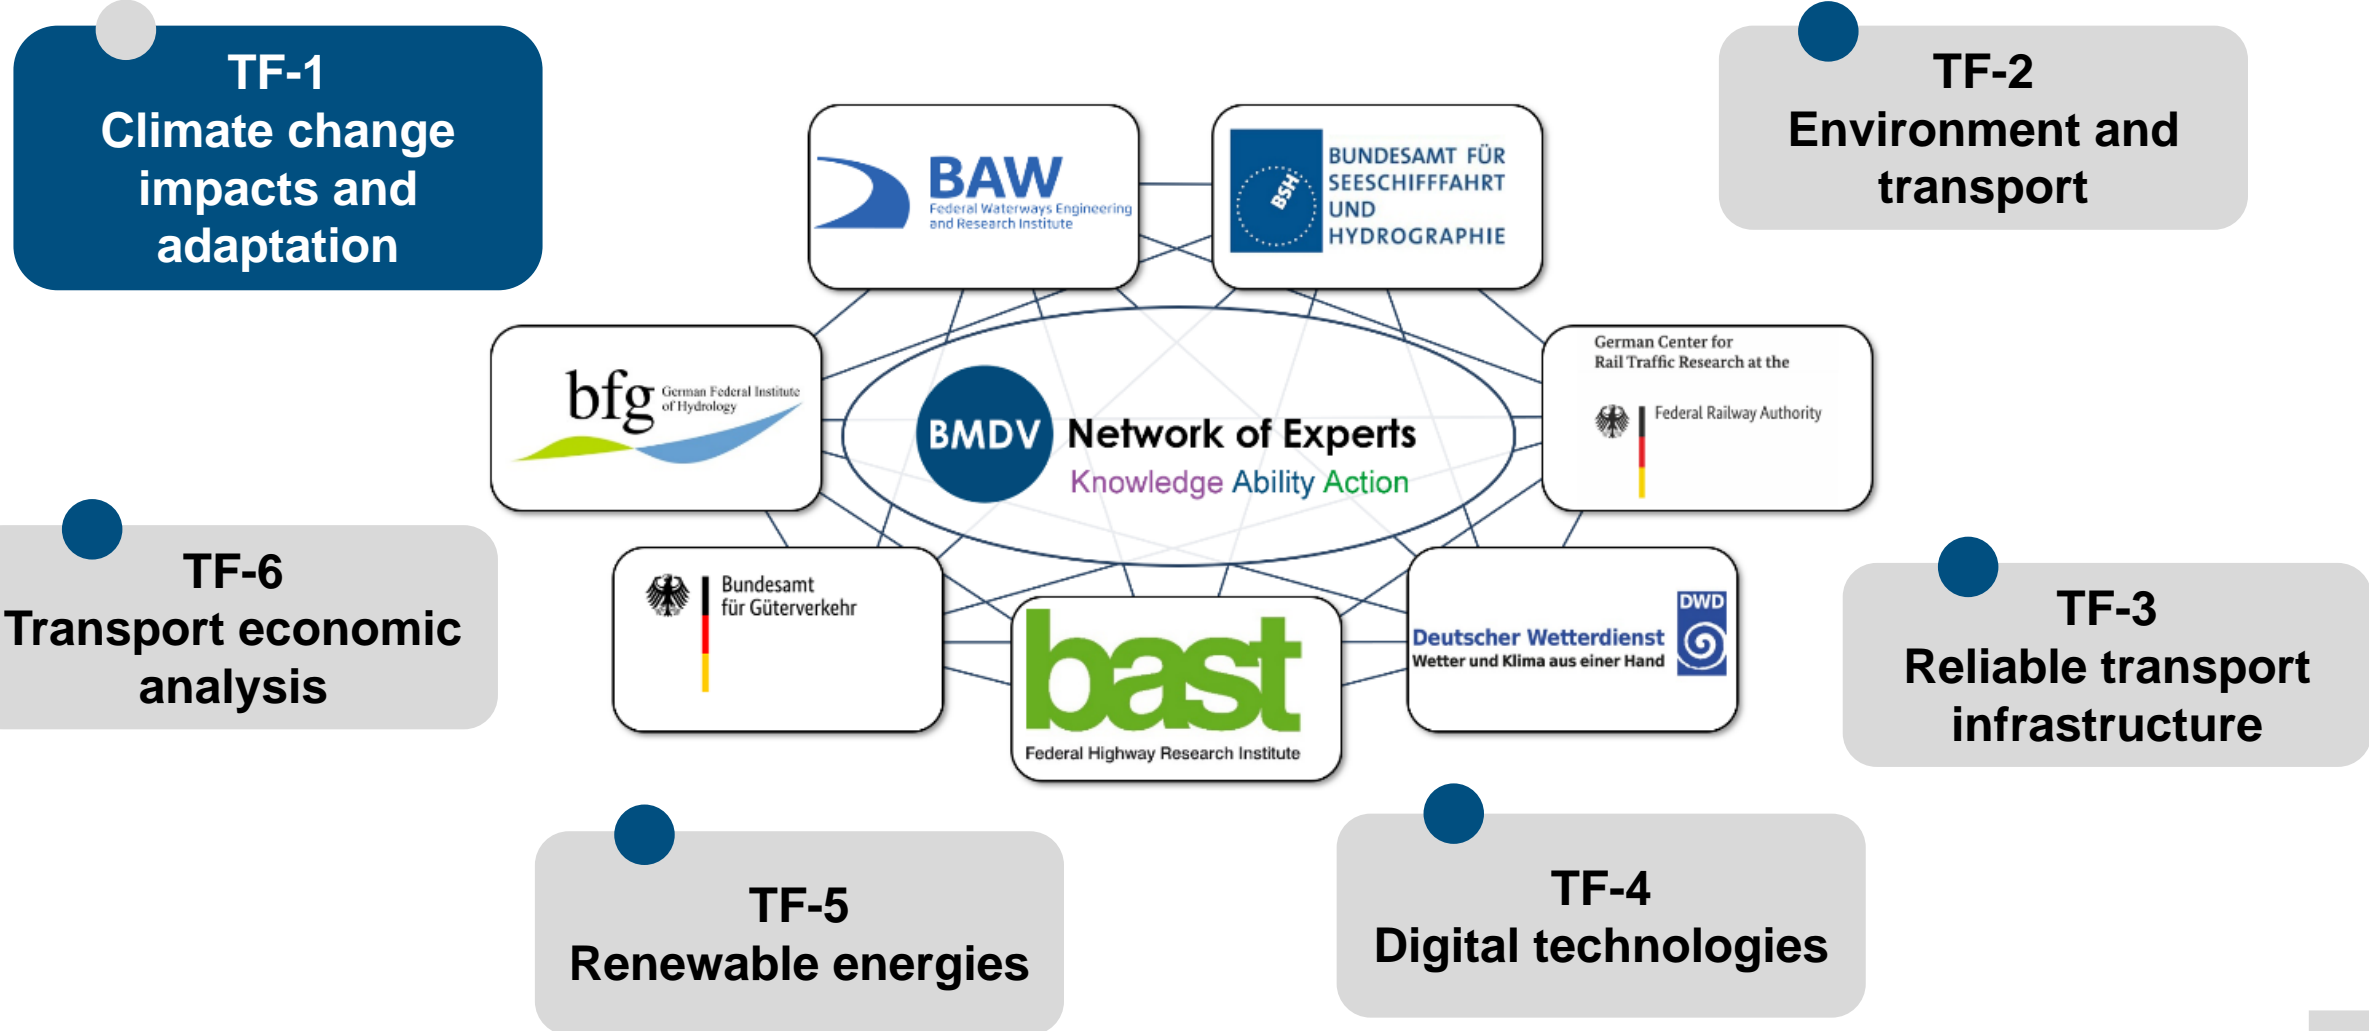 TF-1
Climate change
impacts and
adaptation
TF-2
Environment and
transport
BAW
Federal Waterways Engineering
and Research Institute
BSH
BUNDESAMT FÜR
SEESCHIFFFAHRT
UND
HYDROGRAPHIE
bfg
German Federal Institute
of Hydrology
BMDV
Network of Experts
Knowledge Ability Action
German Center for
Rail Traffic Research at the
Federal Railway Authority
TF-6
Transport economic
analysis
Bundesamt
für Güterverkehr
bast
Federal Highway Research Institute
DWD
Deutscher Wetterdienst
Wetter und Klima aus einer Hand
TF-3
Reliable transport
infrastructure
TF-5
Renewable energies
TF-4
Digital technologies